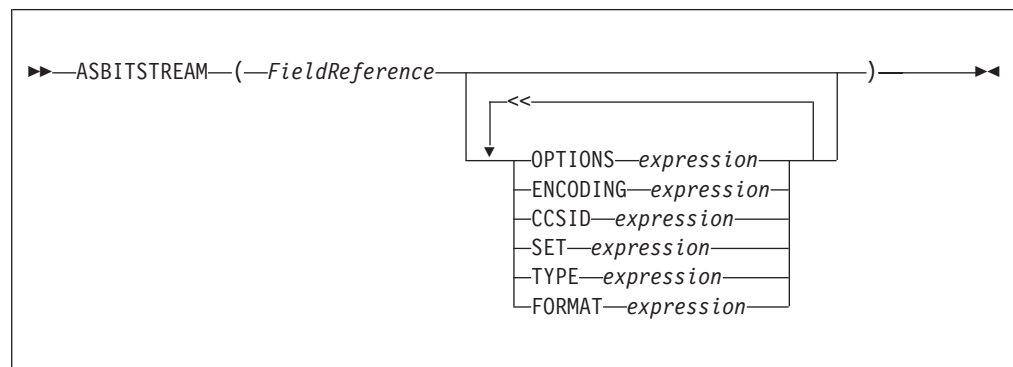 ASBITSTREAM ( FieldReference )
<<
OPTIONS expression
ENCODING expression
CCSID expression
SET expression
TYPE expression
FORMAT expression